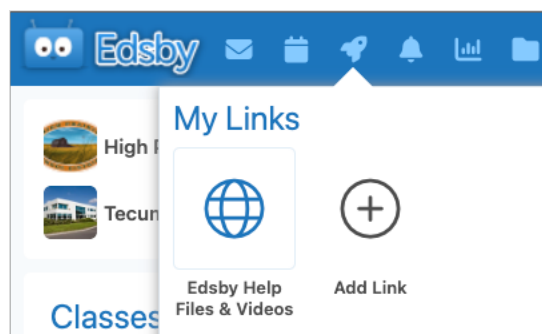 Edsby
My Links
High
Tecun
Edsby Help
Files & Videos
Add Link
Classes